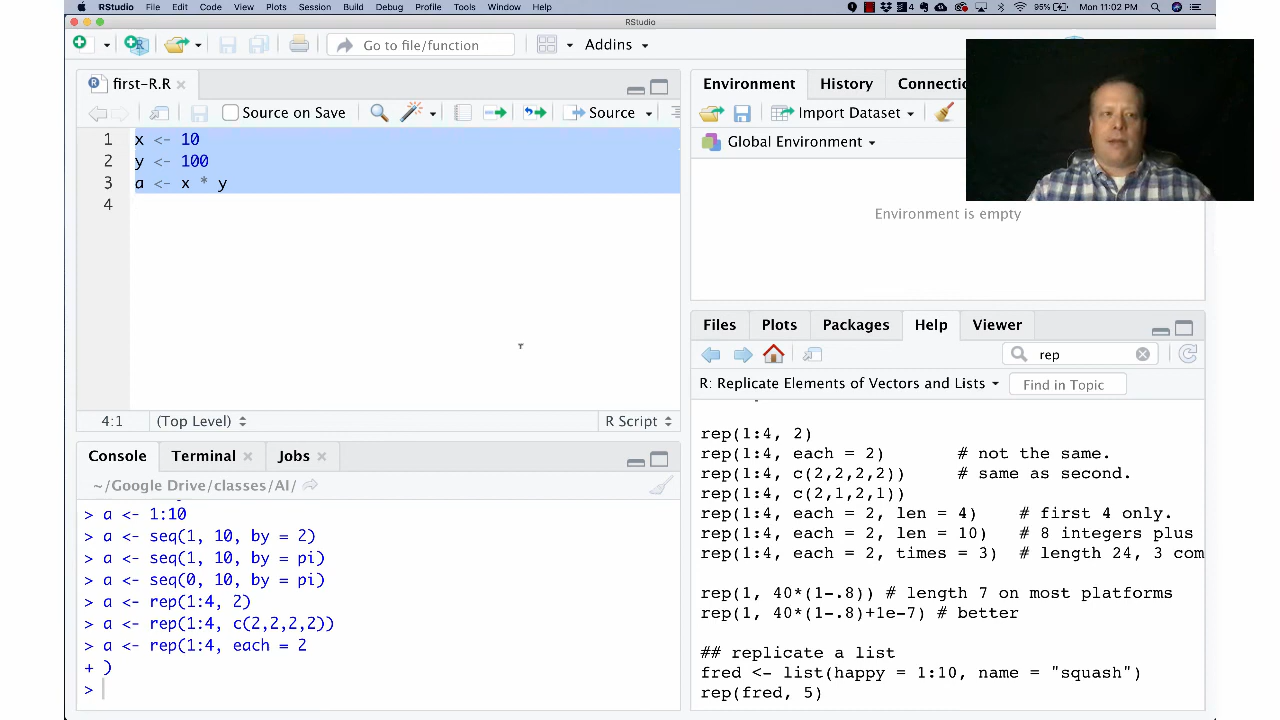 RStudio File Edit Code View Plots Session Build Debug Profile Tools Window Help 4 95% Mon 11:02 PM
RStudio
Go to file/function Addins
first-R.R
Source on Save Source
1 x <- 10
2 y <- 100
3 a <- x * y
4
4:1 (Top Level) R Script
Console Terminal Jobs
~/Google Drive/classes/AI/
> a <- 1:10
> a <- seq(1, 10, by = 2)
> a <- seq(1, 10, by = pi)
> a <- seq(0, 10, by = pi)
> a <- rep(1:4, 2)
> a <- rep(1:4, c(2,2,2,2))
> a <- rep(1:4, each = 2
+ )
>
Environment History Connectio
Import Dataset
Global Environment
Environment is empty
Files Plots Packages Help Viewer
rep
R: Replicate Elements of Vectors and Lists Find in Topic
rep(1:4, 2)
rep(1:4, each = 2) # not the same.
rep(1:4, c(2,2,2,2)) # same as second.
rep(1:4, c(2,1,2,1))
rep(1:4, each = 2, len = 4) # first 4 only.
rep(1:4, each = 2, len = 10) # 8 integers plus
rep(1:4, each = 2, times = 3) # length 24, 3 com
rep(1, 40*(1-.8)) # length 7 on most platforms
rep(1, 40*(1-.8)+1e-7) # better
## replicate a list
fred <- list(happy = 1:10, name = "squash")
rep(fred, 5)